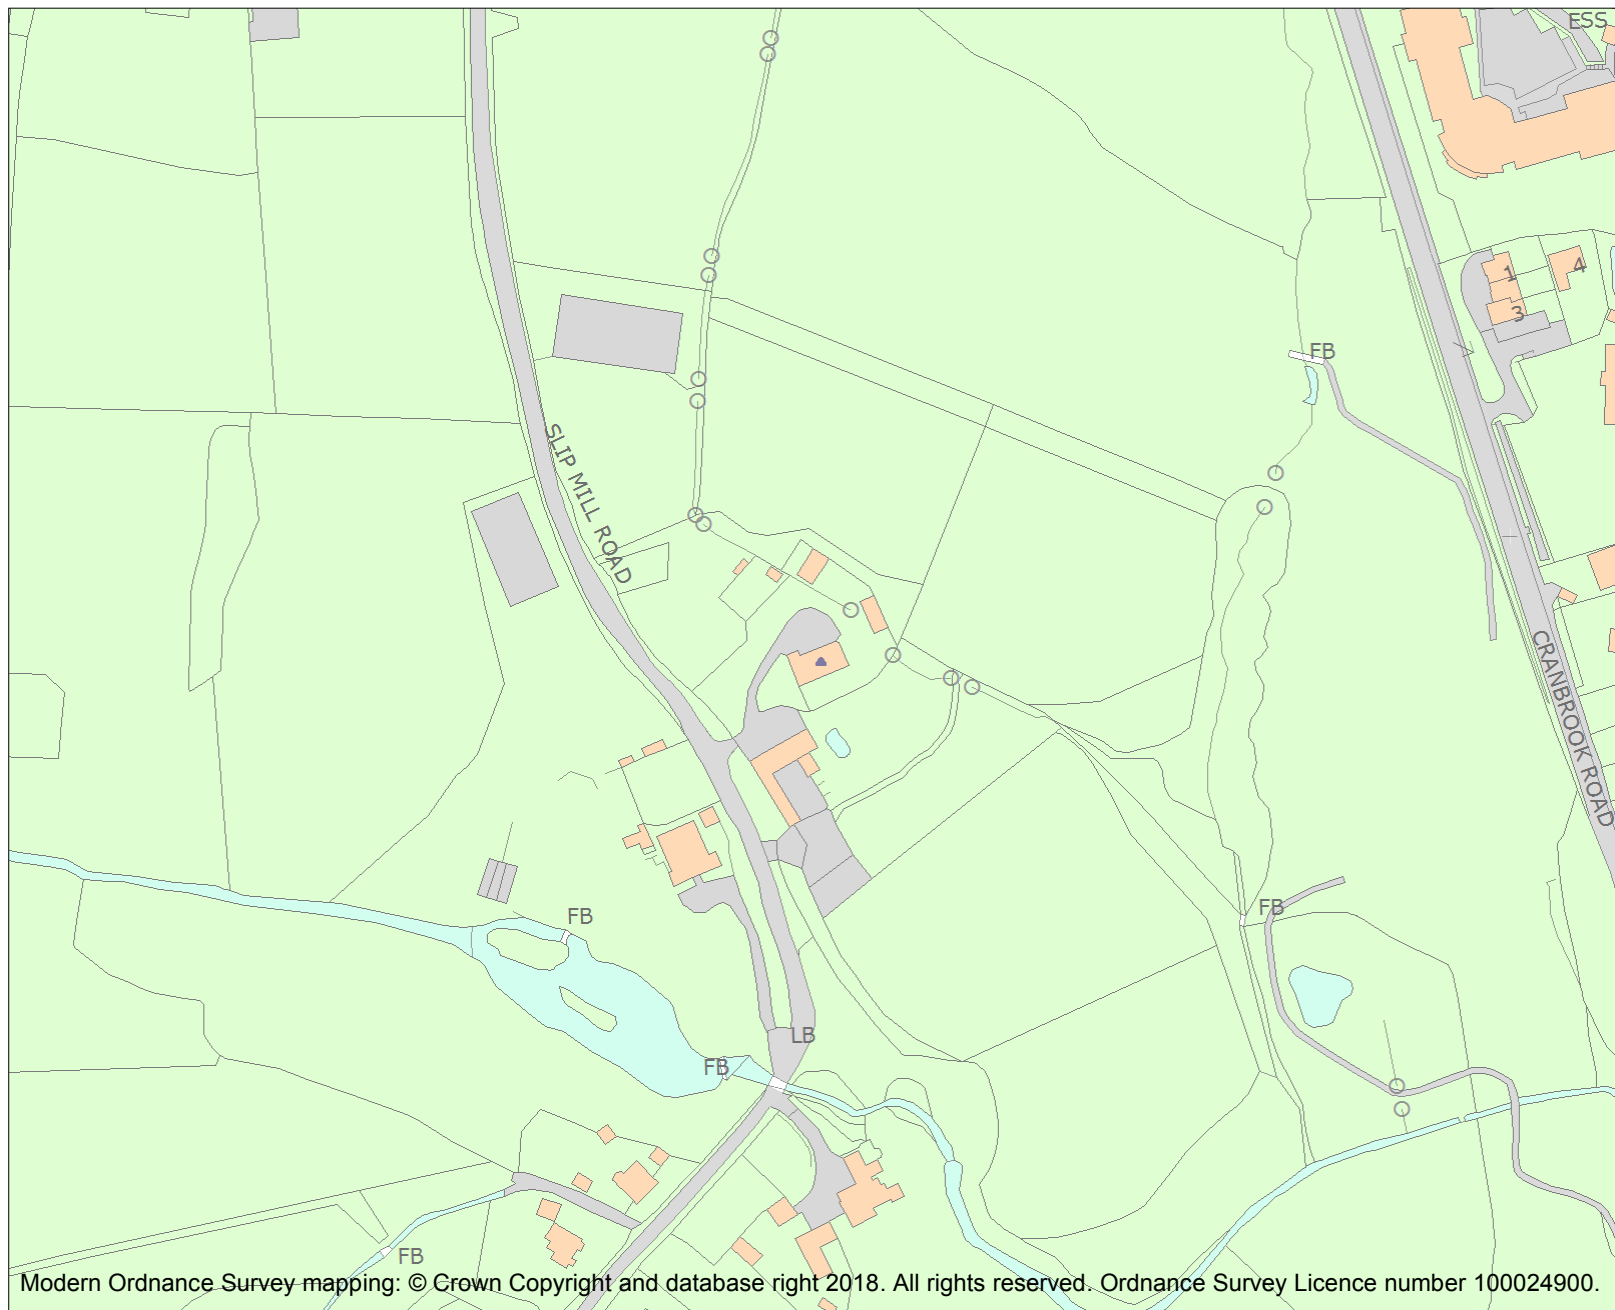 ESS
1
4
3
FB
SLIP MILL ROAD
CRANBROOK ROAD
FB
FB
LB
FB
FB
Modern Ordnance Survey mapping: © Crown Copyright and database right 2018. All rights reserved. Ordnance Survey Licence number 100024900.